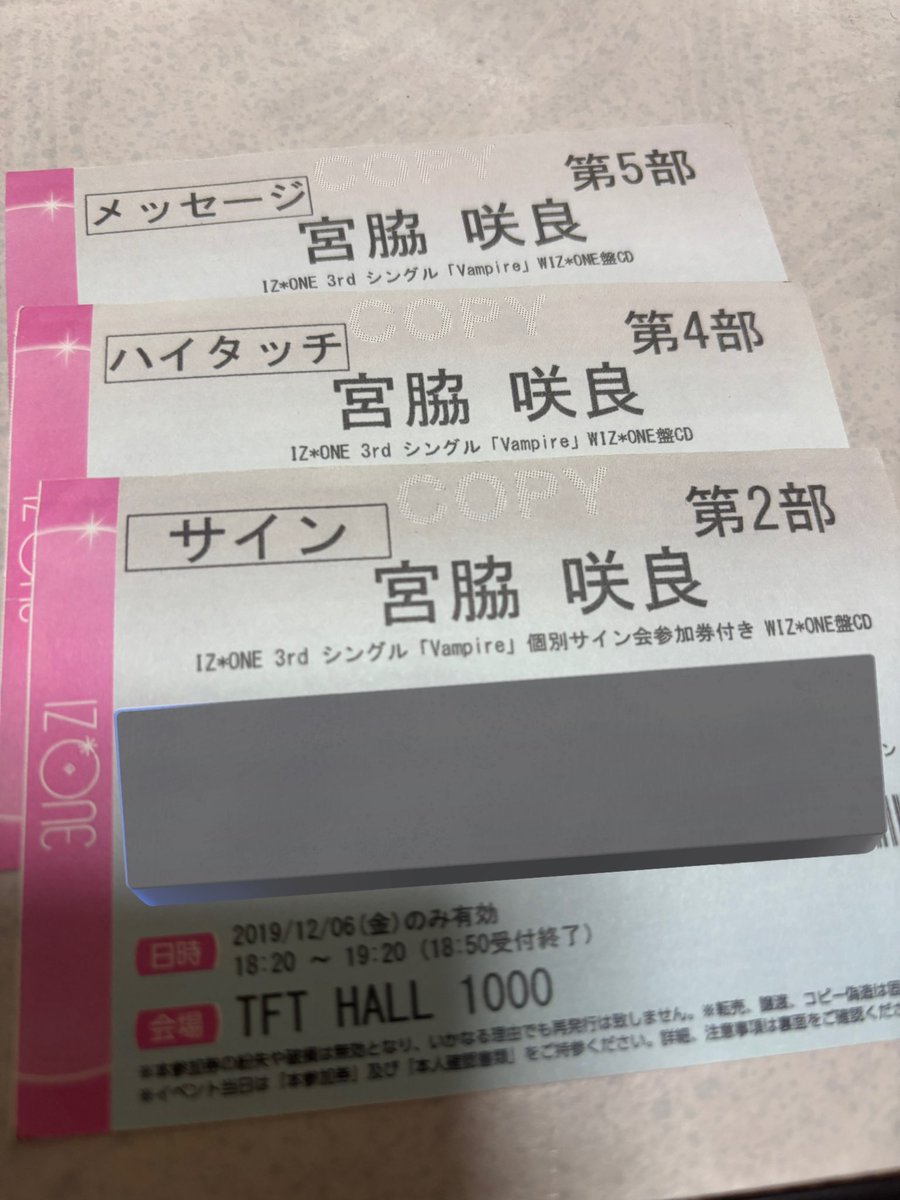 COPY
メッセージ
第5部
宮脇 咲良
IZ*ONE 3rd シングル「Vampire」WIZ*ONE盤CD
COPY
ハイタッチ
第4部
宮脇 咲良
IZ*ONE 3rd シングル「Vampire」WIZ*ONE盤CD
COPY
サイン
第2部
宮脇 咲良
IZ*ONE 3rd シングル「Vampire」個別サイン会参加券付き WIZ*ONE盤CD
IZ*ONE
ン
日時
2019/12/06(金)のみ有効
18:20 ～ 19:20 (18:50受付終了)
会場
TFT HALL 1000
※本参加券の紛失や破損は無効となり、いかなる理由でも再発行は致しません。※転売、譲渡、コピー偽造は固
※イベント当日は「本参加券」及び「本人確認書類」をご持参ください。詳細、注意事項は裏面をご確認くださ